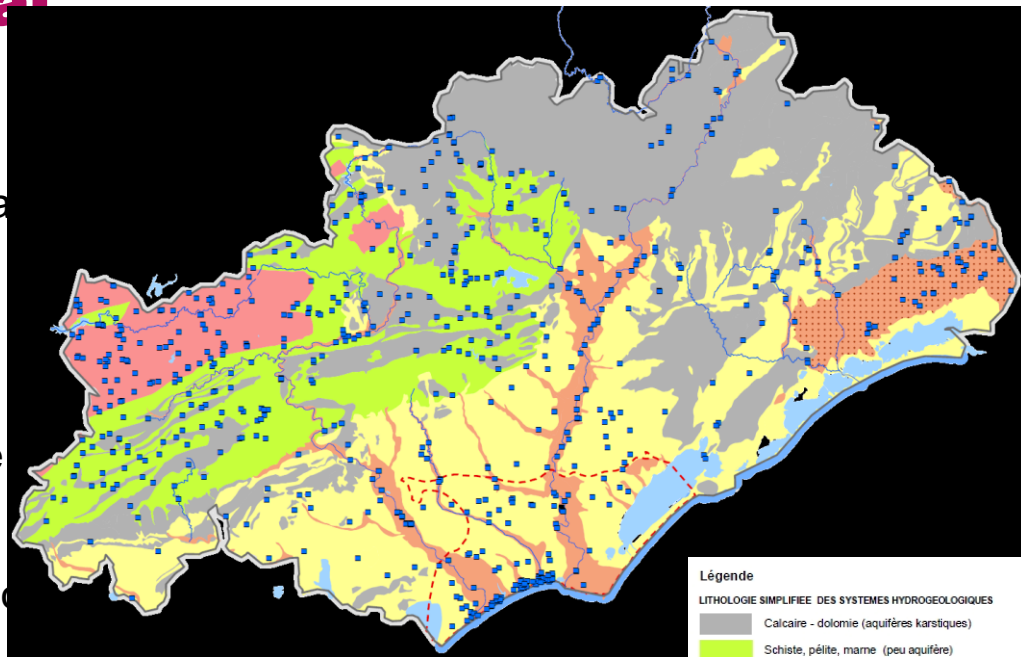 Légende
LITHOLOGIE SIMPLIFIEE DES SYSTEMES HYDROGEOLOGIQUES
Calcaire - dolomie (aquifères karstiques)
Schiste, pélite, marne (peu aquifère)